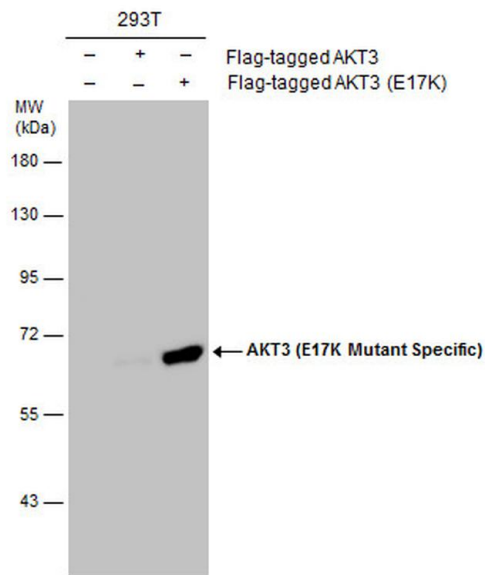 293T
– + – Flag-tagged AKT3
– – + Flag-tagged AKT3 (E17K)
MW
(kDa)
180
130
95
72
AKT3 (E17K Mutant Specific)
55
43